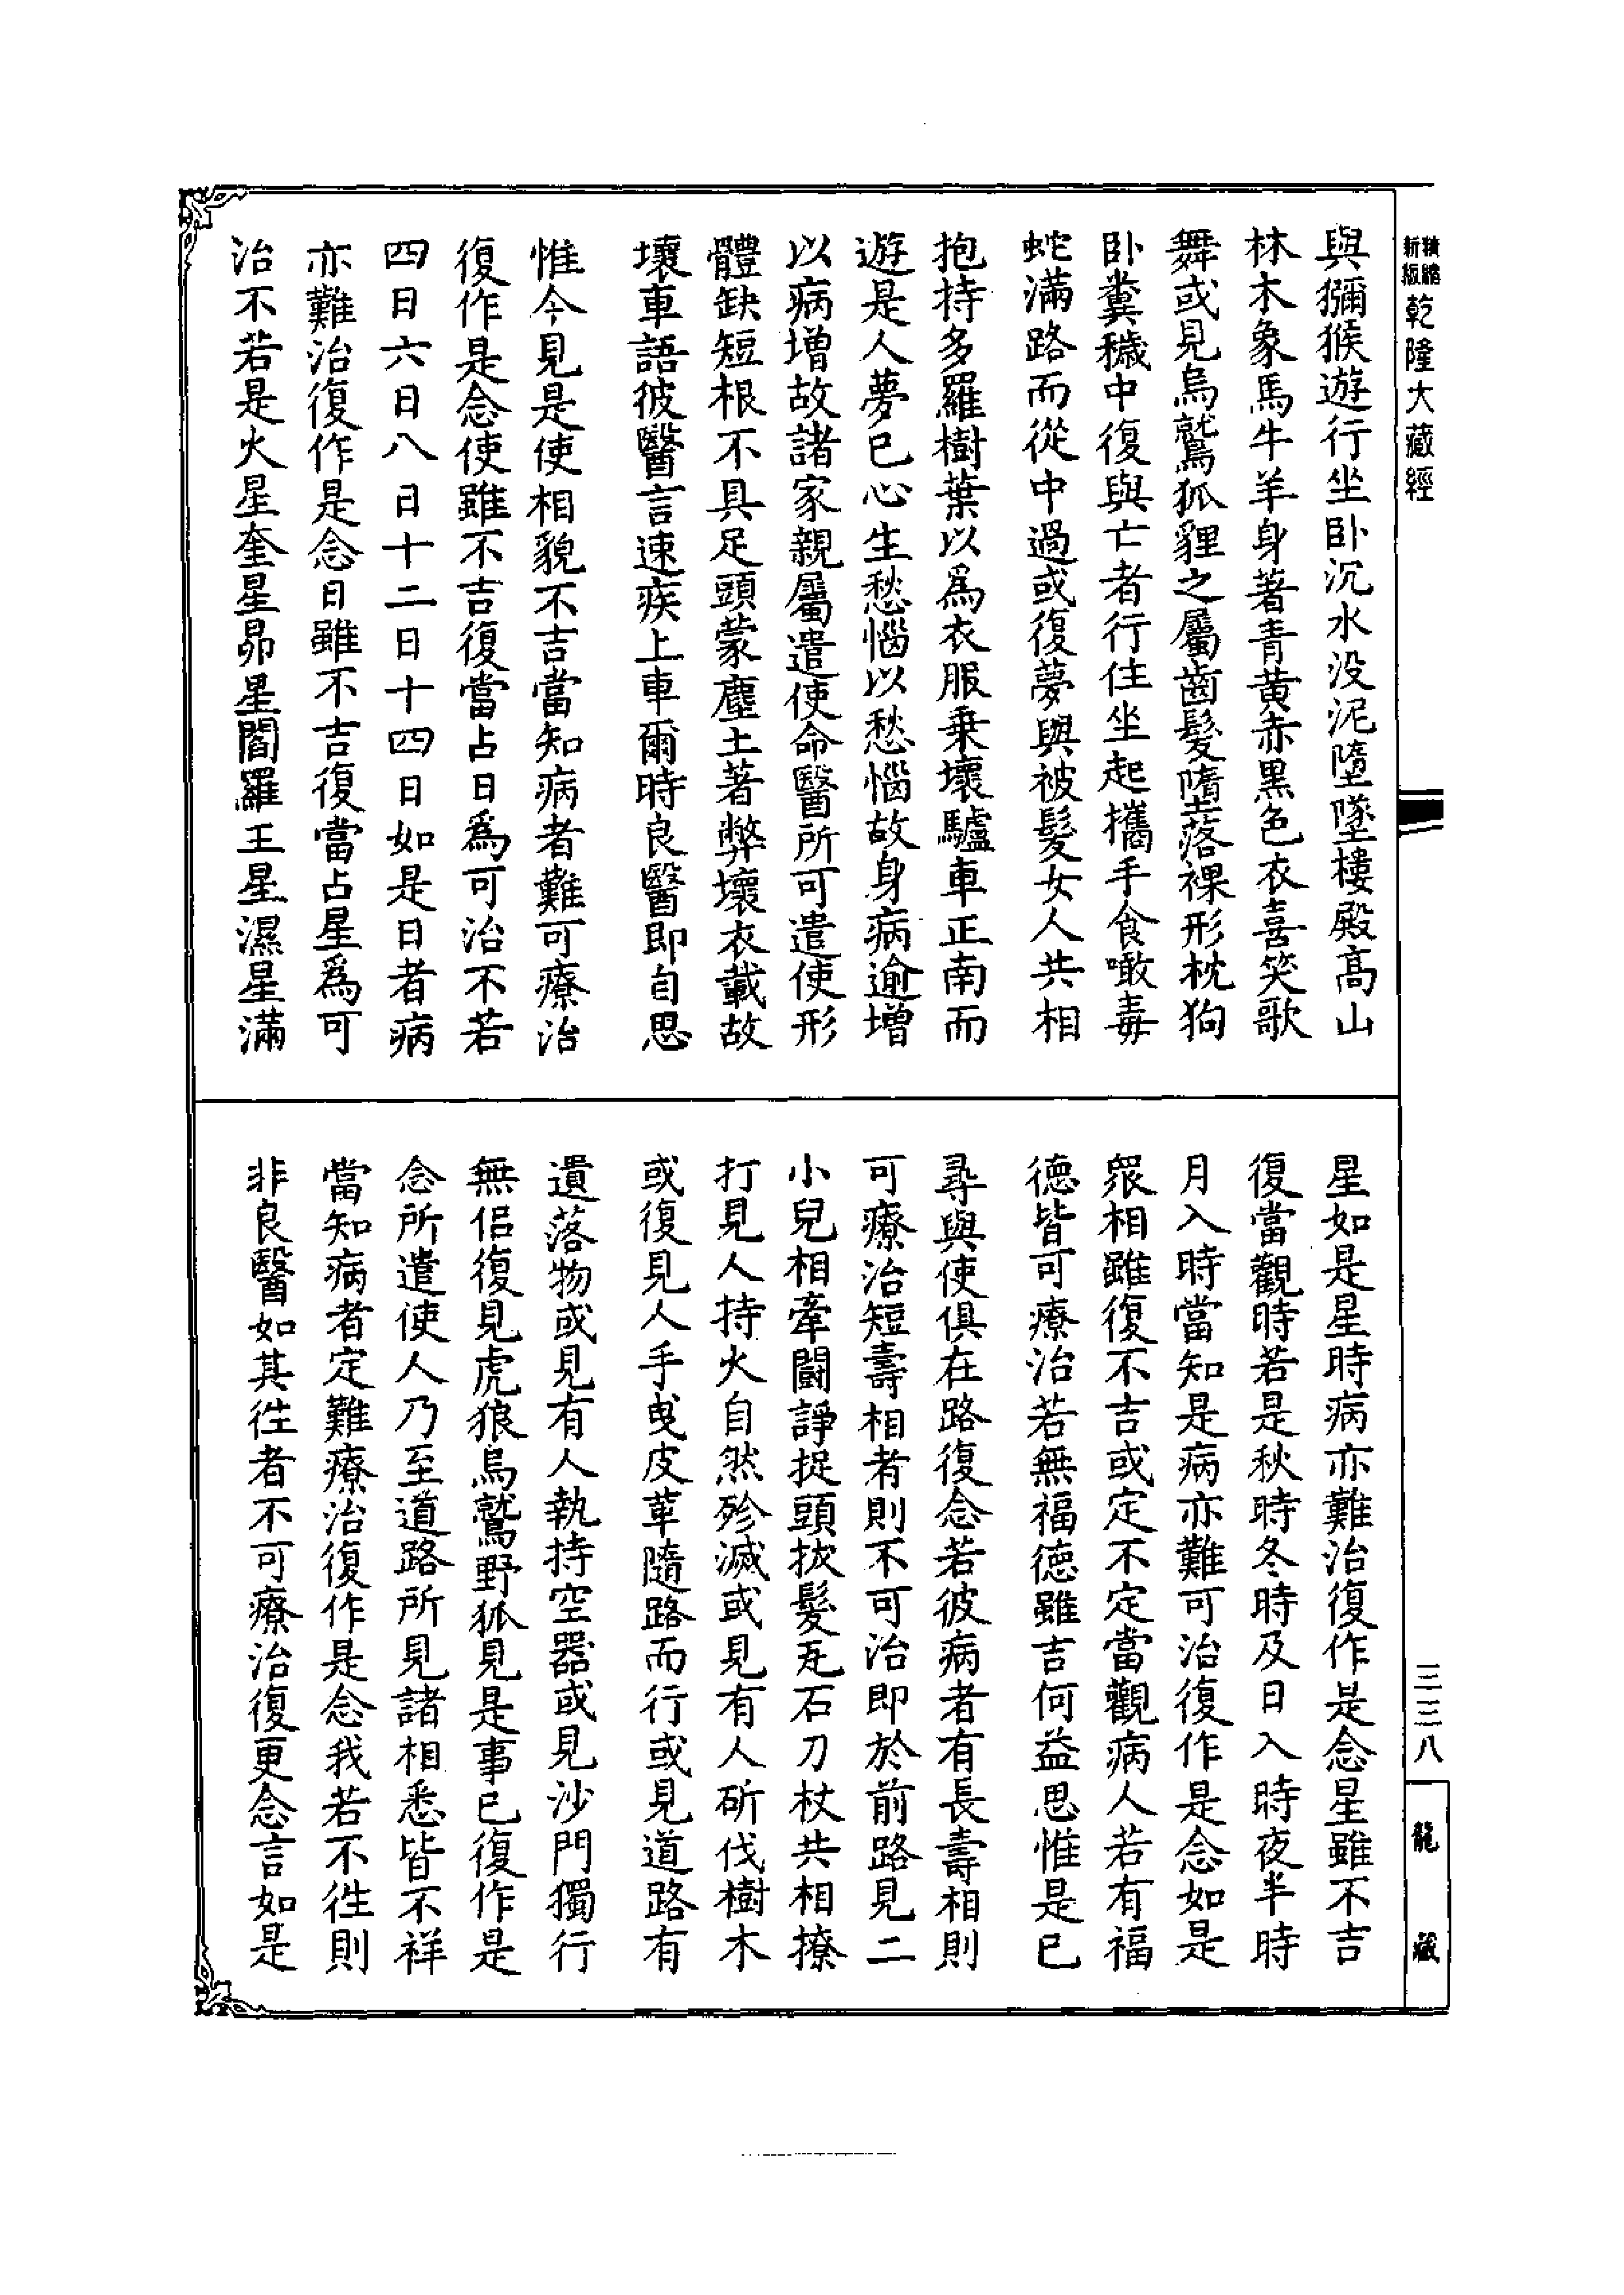 精縮
新版
乾隆大藏經
與獼猴遊行坐卧沉水没泥墮墜樓殿髙山
林木象馬牛羊身著青黃赤黑色衣喜笑歌
舞或見烏鷲狐貍之屬齒髮墮落裸形枕狗
卧糞穢中復與亡者行住坐起攜手食噉毒
蛇滿路而從中過或復夢與被髮女人共相
抱持多羅樹葉以爲衣服乗壞驢車正南而
遊是人夢已心生愁惱以愁惱故身病逾增
以病增故諸家親屬遣使命醫所可遣使形
體缺短根不具足頭蒙塵土著弊壞衣載故
壞車語彼醫言速疾上車爾時良醫即自思
惟今見是使相貌不吉當知病者難可療治
復作是念使雖不吉復當占日爲可治不若
四日六日八日十二日十四日如是日者病
亦難治復作是念日雖不吉復當占星爲可
治不若是火星奎星昴星閻羅王星濕星滿
星如是星時病亦難治復作是念星雖不吉
復當觀時若是秋時冬時及日入時夜半時
月入時當知是病亦難可治復作是念如是
衆相雖復不吉或定不定當觀病人若有福
德皆可療治若無福德雖吉何益思惟是已
尋與使俱在路復念若彼病者有長壽相則
可療治短壽相者則不可治即於前路見二
小兒相牽鬭諍捉頭拔髮瓦石刀杖共相撩
打見人持火自然殄滅或見有人斫伐樹木
或復見人手曳皮革隨路而行或見道路有
遺落物或見有人執持空器或見沙門獨行
無侣復見虎狼烏鷲野狐見是事已復作是
念所遣使人乃至道路所見諸相悉皆不祥
當知病者定難療治復作是念我若不徃則
非良醫如其徃者不可療治復更念言如是
三三八
龍藏